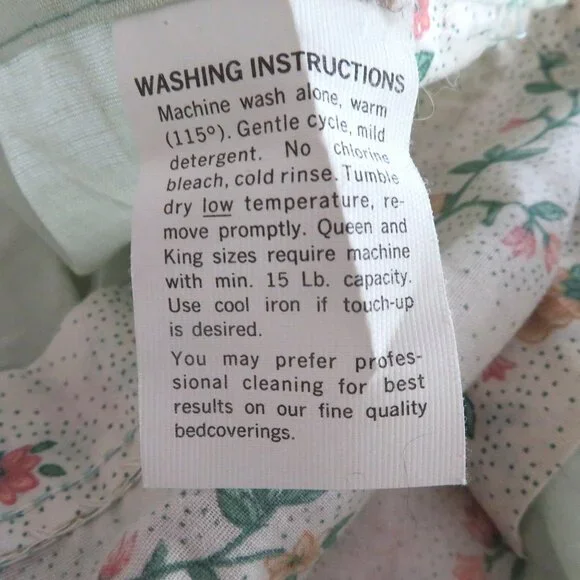 WASHING INSTRUCTIONS
Machine wash alone, warm
(115º). Gentle cycle, mild
detergent. No chlorine
bleach, cold rinse. Tumble
dry low temperature, re-
move promptly. Queen and
King sizes require machine
with min. 15 Lb. capacity.
Use cool iron if touch-up
is desired.
You may prefer profes-
sional cleaning for best
results on our fine quality
bedcoverings.